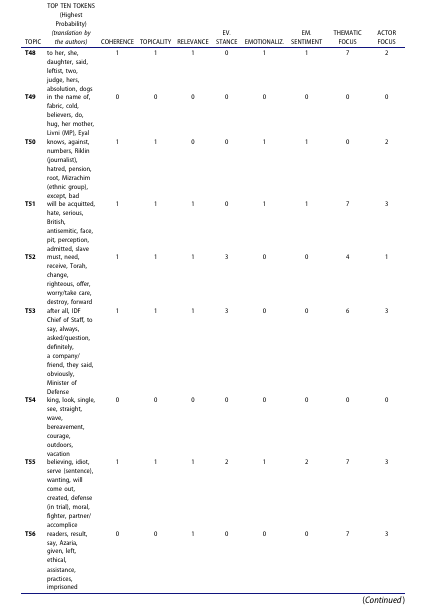 TOP TEN TOKENS
(Highest
Probability)
(translation by
the authors)
TOPIC COHERENCE TOPICALITY RELEVANCE EV. STANCE EMOTIONALIZ. EM. SENTIMENT THEMATIC FOCUS ACTOR FOCUS
T48 to her, she, 1 1 1 0 1 1 7 2
daughter, said,
leftist, two,
judge, hers,
absolution, dogs
T49 in the name of, 0 0 0 0 0 0 0 0
fabric, cold,
believers, do,
hug, her mother,
Livni (MP), Eyal
T50 knows, against, 1 1 0 0 1 1 0 2
numbers, Riklin
(journalist),
hatred, pension,
root, Mizrachim
(ethnic group),
except, bad
T51 will be acquitted, 1 1 1 0 1 1 7 3
hate, serious,
British,
antisemitic, face,
pit, perception,
admitted, slave
T52 must, need, 1 1 1 3 0 0 4 1
receive, Torah,
change,
righteous, offer,
worry/take care,
destroy, forward
T53 after all, IDF 1 1 1 3 0 0 6 3
Chief of Staff, to
say, always,
asked/question,
definitely,
a company/
friend, they said,
obviously,
Minister of
Defense
T54 king, look, single, 0 0 0 0 0 0 0 0
see, straight,
wave,
bereavement,
courage,
outdoors,
vacation
T55 believing, idiot, 1 1 1 2 1 2 7 3
serve (sentence),
wanting, will
come out,
created, defense
(in trial), moral,
fighter, partner/
accomplice
T56 readers, result, 0 0 1 0 0 0 7 3
say, Azaria,
given, left,
ethical,
assistance,
practices,
imprisoned
(Continued)